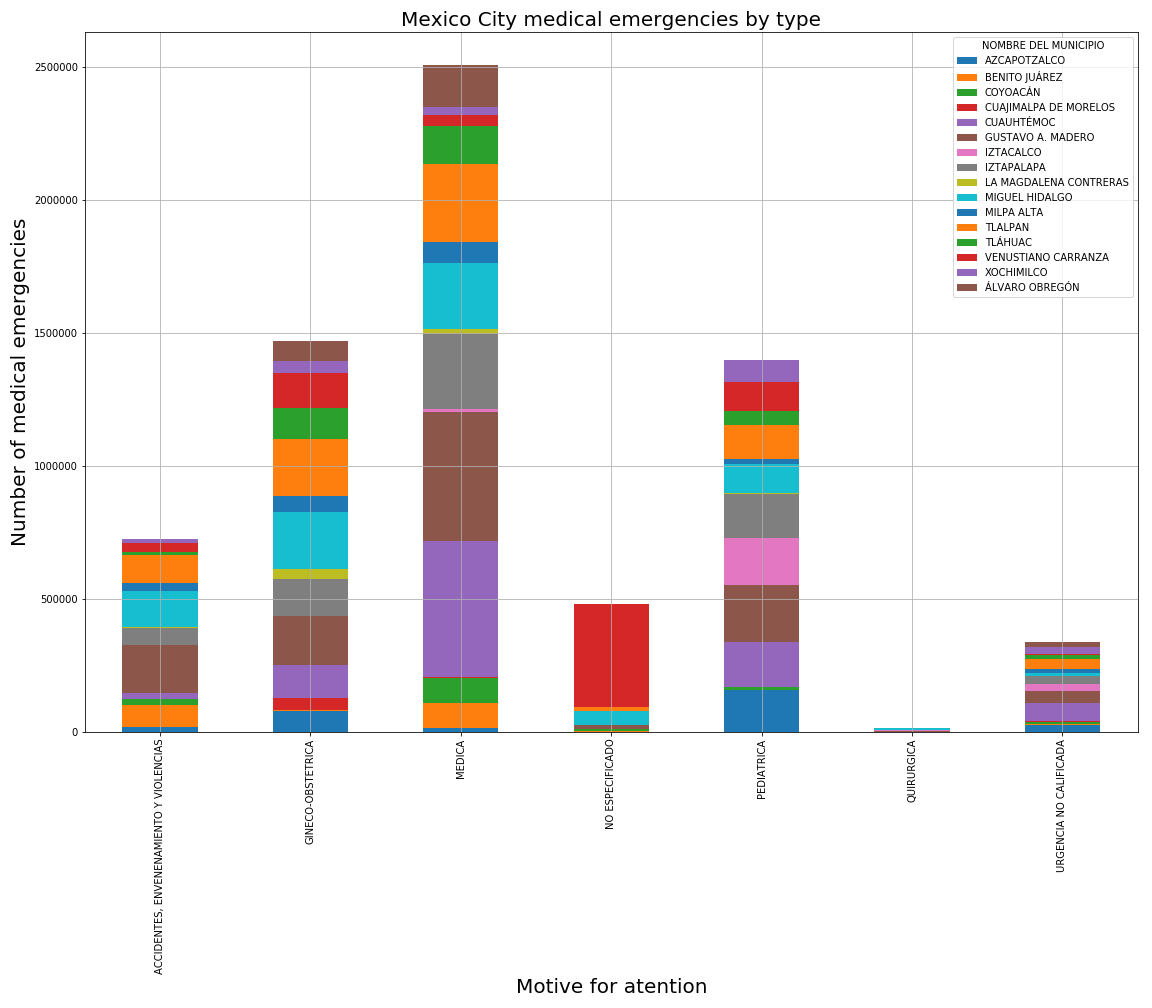 Mexico City medical emergencies by type
NOMBRE DEL MUNICIPIO
AZCAPOTZALCO
BENITO JUÁREZ
COYOACÁN
CUAJIMALPA DE MORELOS
CUAUHTÉMOC
GUSTAVO A. MADERO
IZTACALCO
IZTAPALAPA
LA MAGDALENA CONTRERAS
MIGUEL HIDALGO
MILPA ALTA
TLALPAN
TLÁHUAC
VENUSTIANO CARRANZA
XOCHIMILCO
ÁLVARO OBREGÓN
Number of medical emergencies
2500000
2000000
1500000
1000000
500000
0
ACCIDENTES, ENVENENAMIENTO Y VIOLENCIAS
GINECO-OBSTETRICA
MEDICA
NO ESPECIFICADO
PEDIATRICA
QUIRURGICA
URGENCIA NO CALIFICADA
Motive for atention